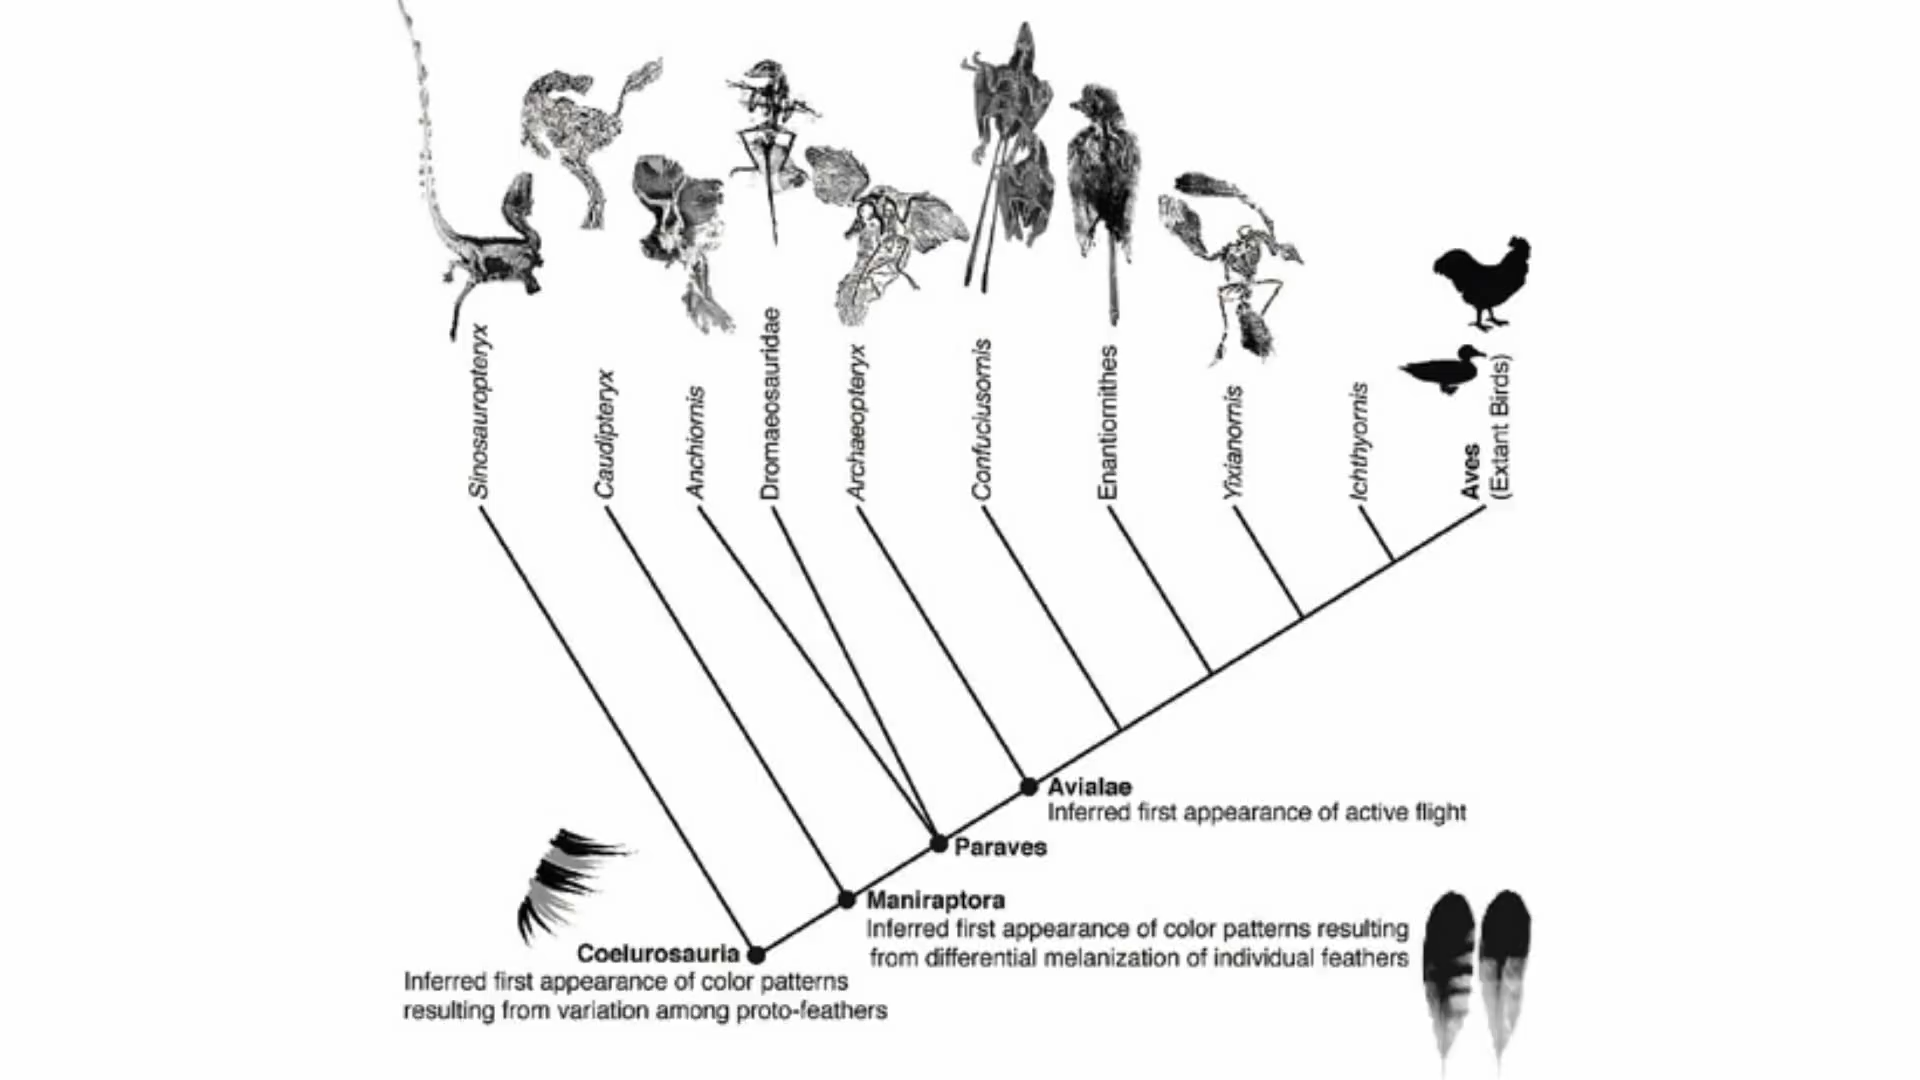 Sinosauropteryx
Caudipteryx
Anchiornis
Dromaeosauridae
Archaeopteryx
Confuciusornis
Enantiornithes
Yixianornis
Ichthyornis
Aves
(Extant Birds)
Avialae
Inferred first appearance of active flight
Paraves
Maniraptora
Inferred first appearance of color patterns resulting
from differential melanization of individual feathers
Coelurosauria
Inferred first appearance of color patterns
resulting from variation among proto-feathers